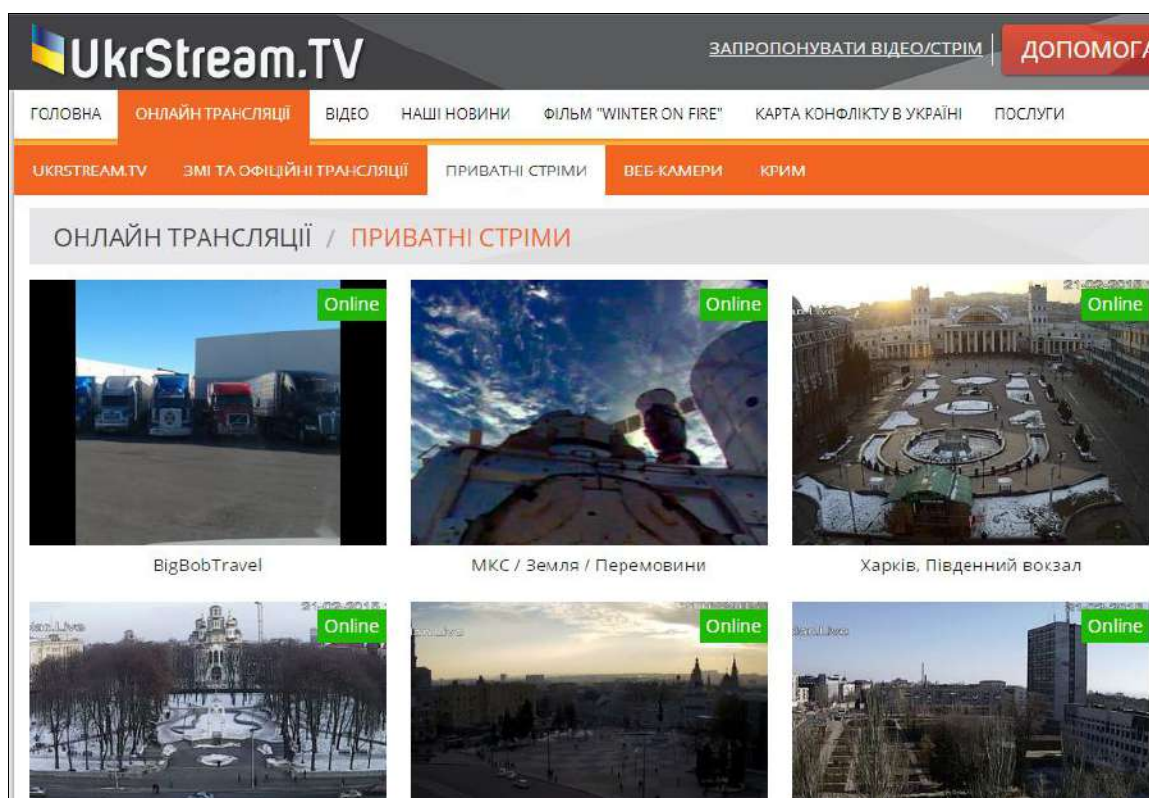 UkrStream.TV
ЗАПРОПОНУВАТИ ВІДЕО/СТРІМ
ДОПОМОГА
ГОЛОВНА ОНЛАЙН ТРАНСЛЯЦІЇ ВІДЕО НАШІ НОВИНИ ФІЛЬМ "WINTER ON FIRE" КАРТА КОНФЛІКТУ В УКРАЇНІ ПОСЛУГИ
UKRSTREAM.TV ЗМІ ТА ОФІЦІЙНІ ТРАНСЛЯЦІЇ ПРИВАТНІ СТРІМИ ВЕБ-КАМЕРИ КРИМ
ОНЛАЙН ТРАНСЛЯЦІЇ / ПРИВАТНІ СТРІМИ
Online
Online
Online
BigBobTravel
МКС / Земля / Перемовини
Харків, Південний вокзал
Online
Online
Online